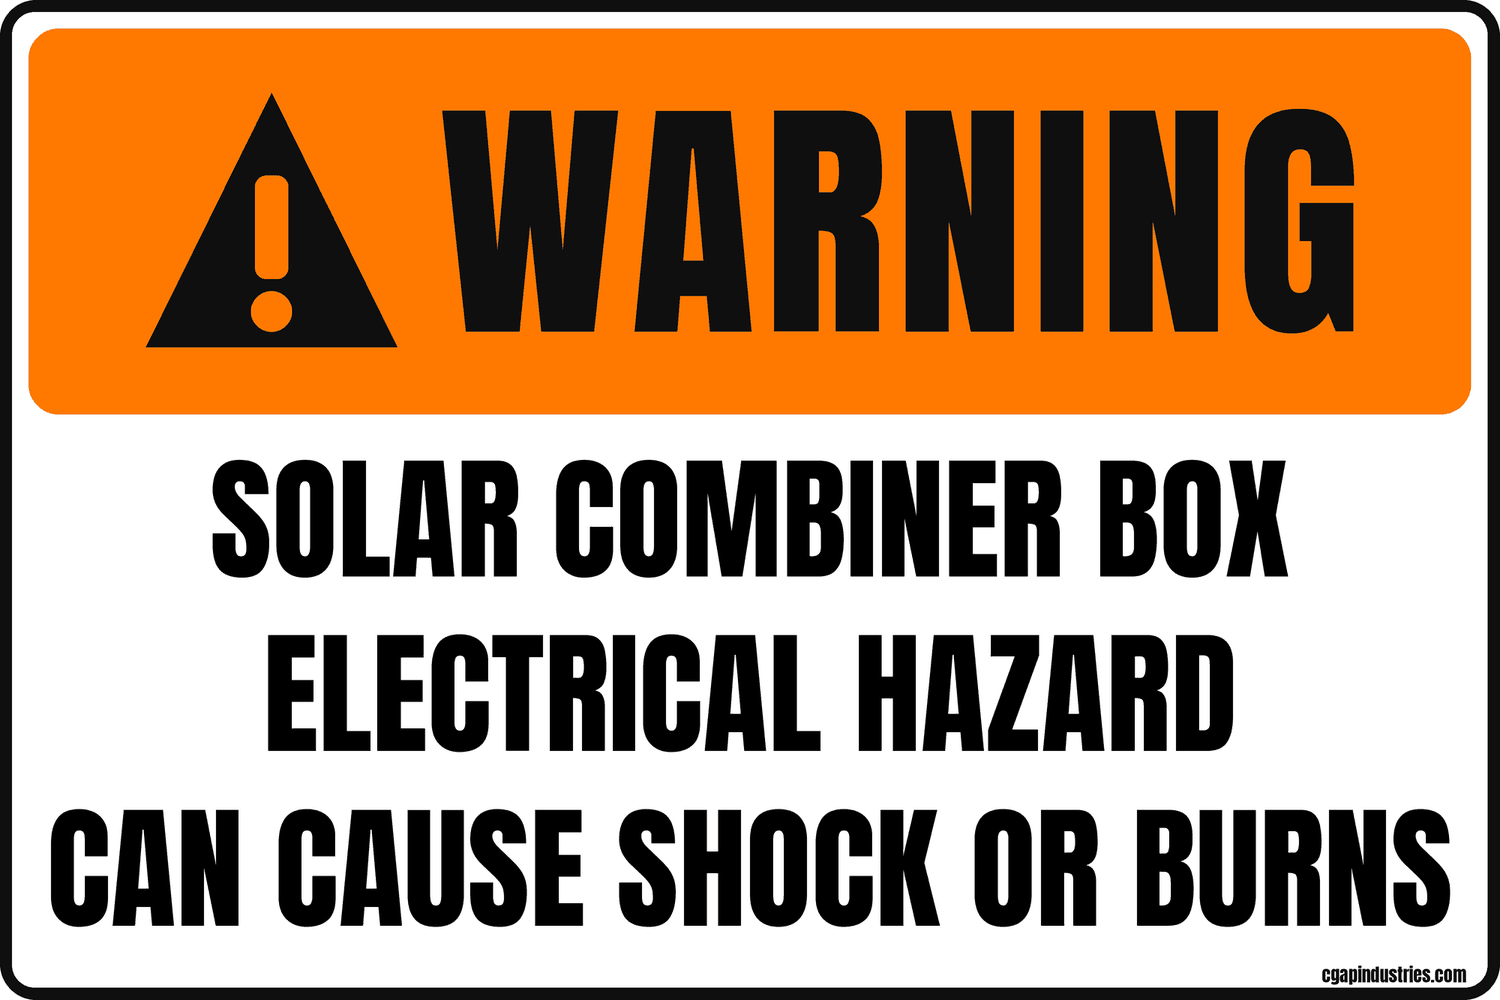 WARNING
SOLAR COMBINER BOX
ELECTRICAL HAZARD
CAN CAUSE SHOCK OR BURNS
cgapindustries.com